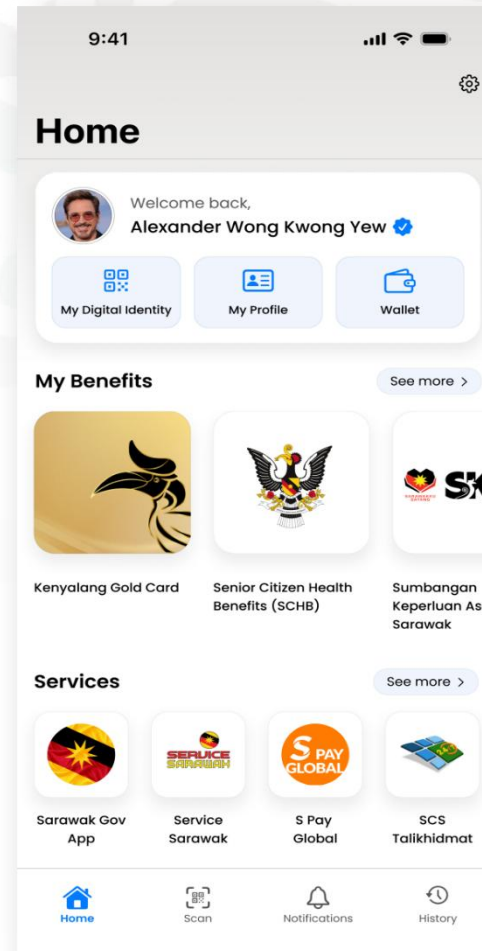 9:41
Home
Welcome back,
Alexander Wong Kwong Yew
My Digital Identity
My Profile
Wallet
My Benefits
See more >
SK
Kenyalang Gold Card
Senior Citizen Health
Benefits (SCHB)
Sumbangan
Keperluan As
Sarawak
Services
See more >
SERVICE
SARAWAK
S PAY
GLOBAL
Sarawak Gov
App
Service
Sarawak
S Pay
Global
SCS
Talikhidmat
Home
Scan
Notifications
History